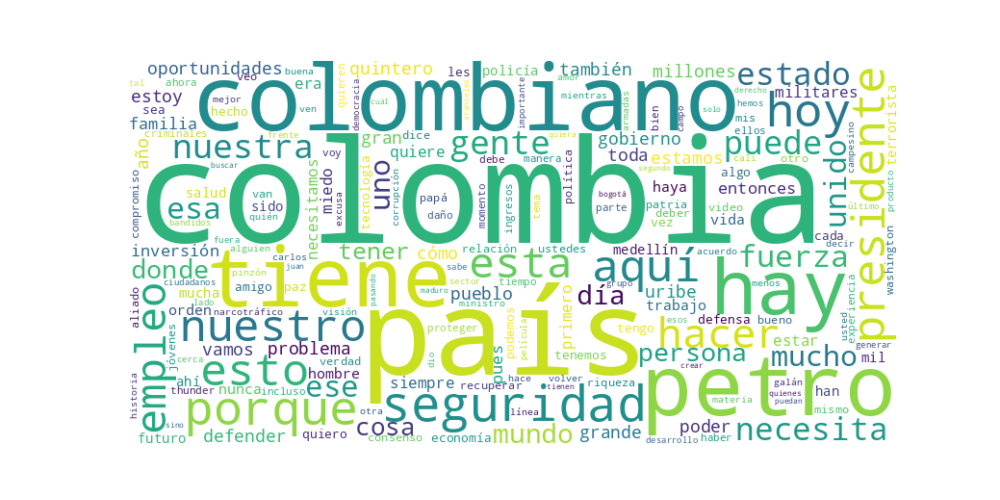 colombia
país
colombiano
tiene
hay
petro
hoy
presidente
seguridad
empleo
nuestro
esto
porque
hacer
esta
aquí
gente
nuestra
puede
estado
esa
ese
uno
unido
fuerza
mucho
necesita
persona
mundo
cosa
día
donde
tener
oportunidades
quintero
era
estoy
familia
año
hecho
gran
quiere
miedo
tecnología
necesitamos
también
les
policía
millones
militares
gobierno
toda
estamos
algo
otro
entonces
haya
patria
deber
vida
vez
video
parte
política
medellín
cada
uribe
trabajo
defensa
bueno
estar
mil
poder
grande
han
mismo
haber
inversión
salud
sido
van
papá
daño
cómo
relación
ustedes
tiempo
momento
ingresos
tema
pueblo
podemos
primero
pues
tenemos
tengo
siempre
recuperar
riqueza
economía
consenso
quiero
defender
futuro
hombre
verdad
problema
vamos
nunca
incluso
ahí
orden
narcotráfico
jóvenes
aliado
amigo
mucha
paz
visión
compromiso
criminales
sea
ahora
veo
mejor
buena
ven
voy
excusa
dice
debe
manera
corrupción
democracia
quieren
importante
amor
mientras
armadas
bien
campo
mis
ellos
solo
hemos
derecho
cuál
tal
aranceles
frente
buscar
quién
bandidos
fuera
alguien
carlos
juan
pinzón
ciudadanos
lado
sabe
sector
ministro
maduro
pasando
proteger
película
grupo
dio
hace
volver
tienen
línea
crear
materia
esos
menos
acuerdo
decir
último
producto
campesino
terrorista
washington
experiencia
usted
generar
galán
quienes
puedan
desarrollo
otra
sino
historia
thunder
cerca
segundo
quiera
bogotá
cali